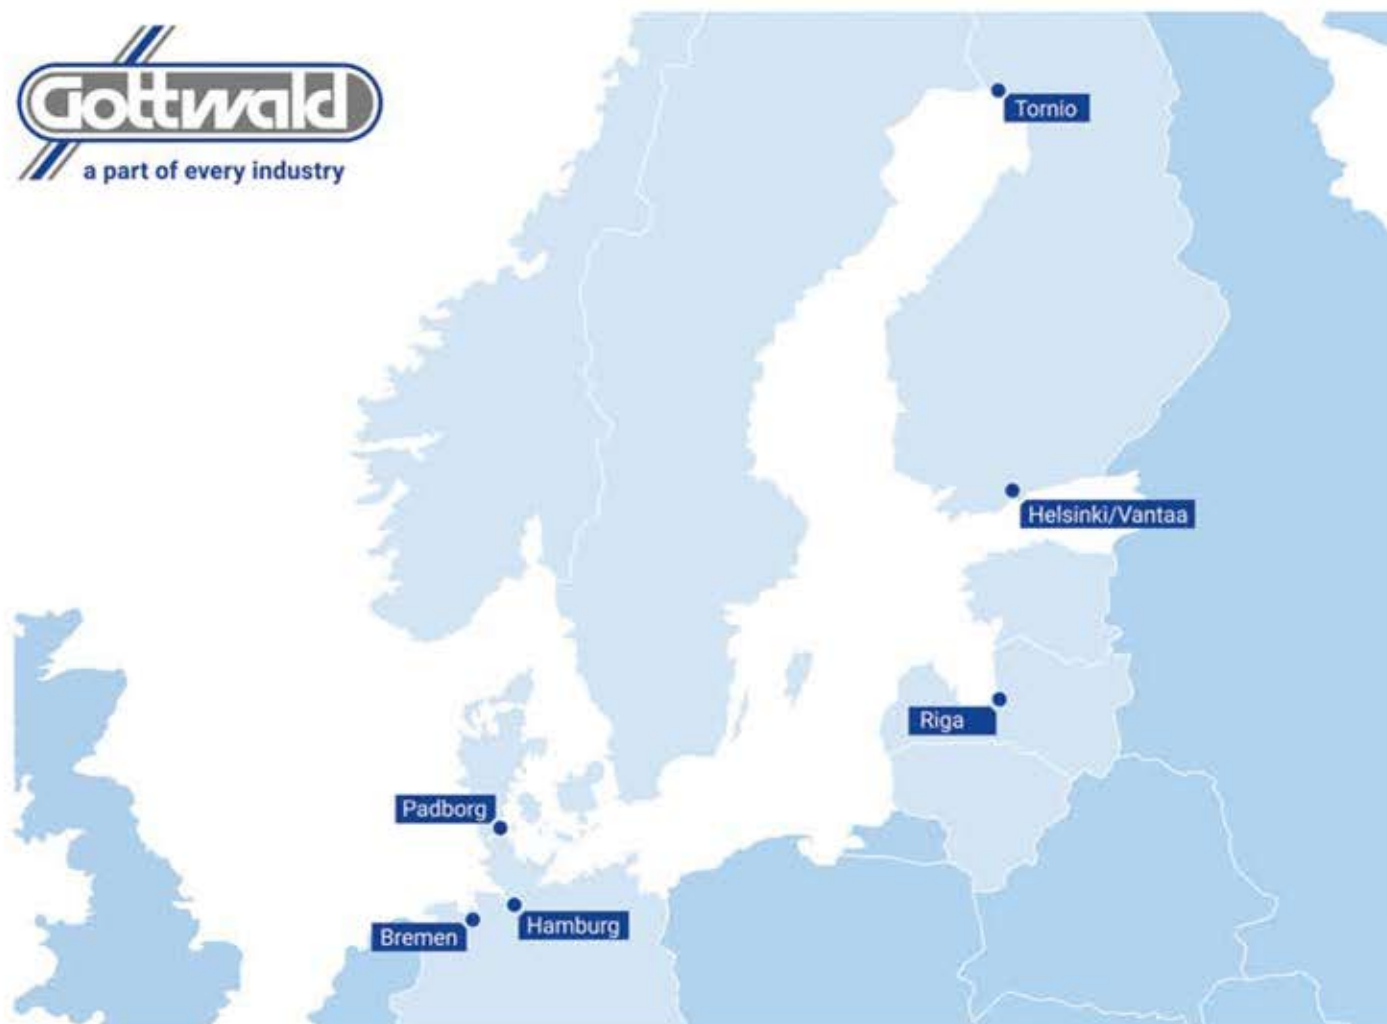 Gottwald
a part of every industry
Tornio
Helsinki/Vantaa
Riga
Padborg
Hamburg
Bremen